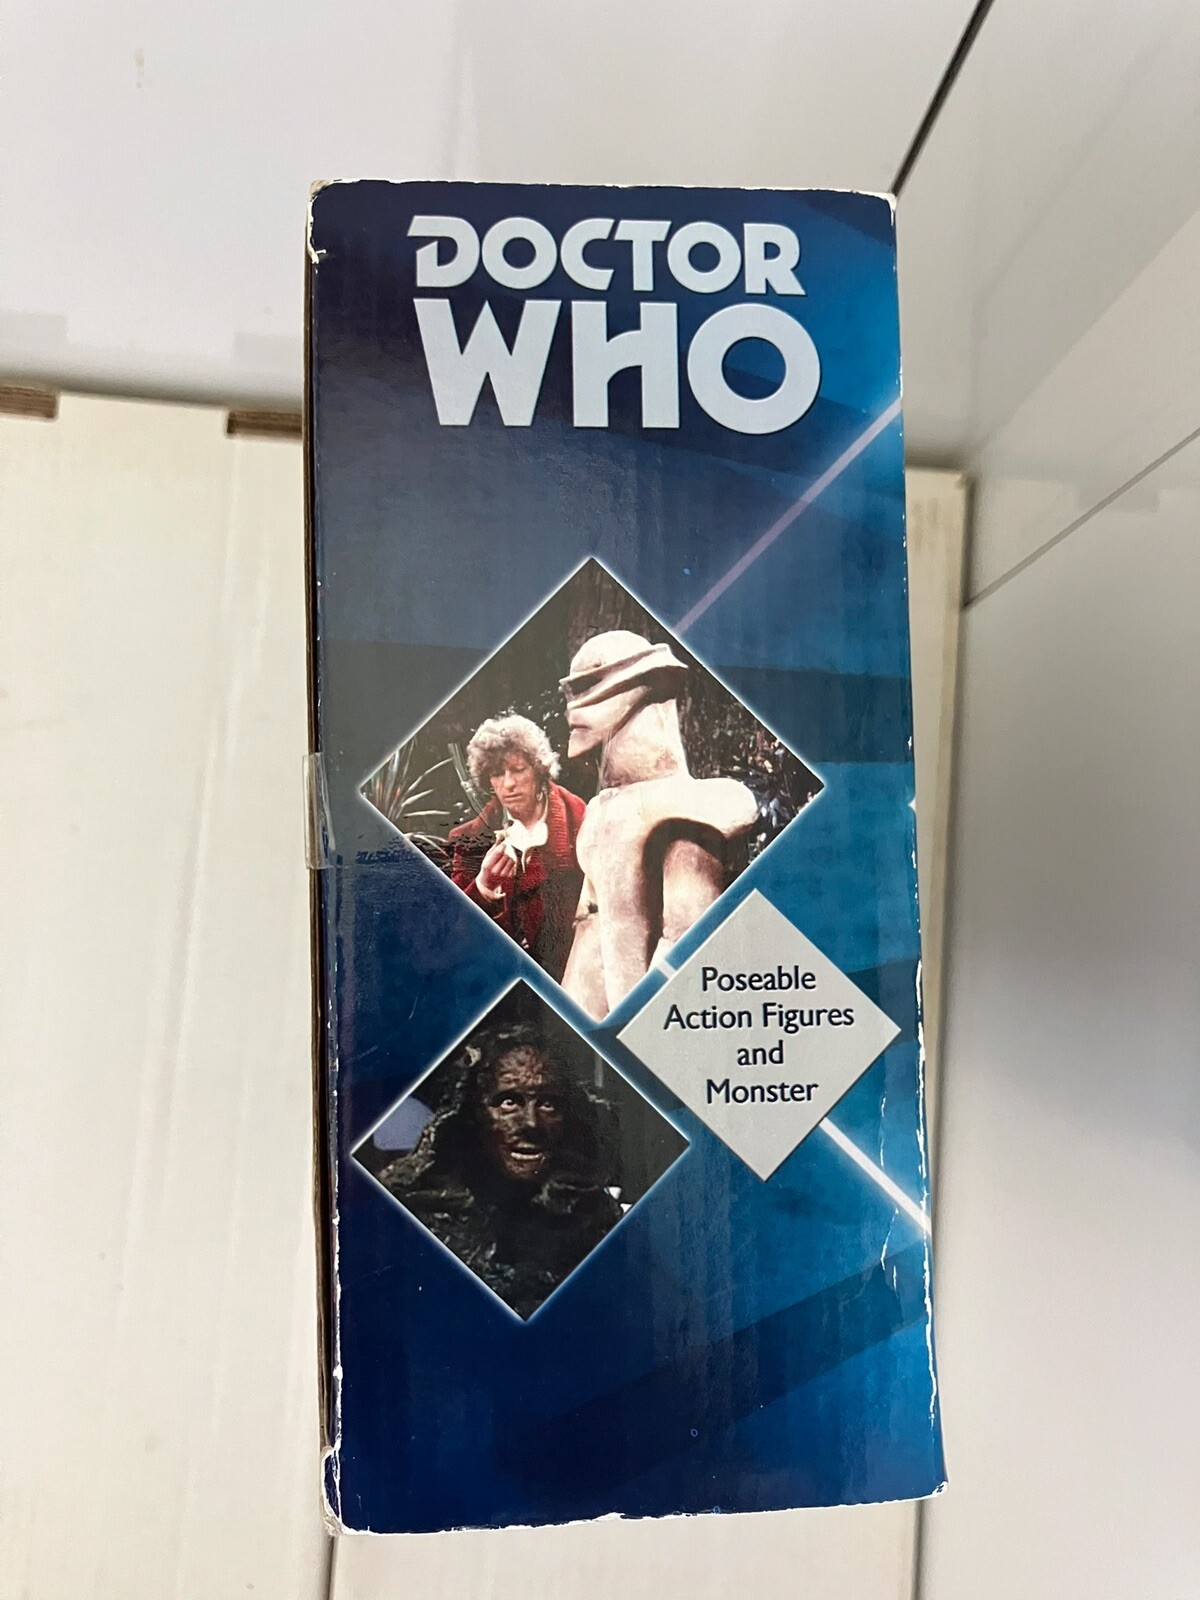 DOCTOR
WHO
Poseable
Action Figures
and
Monster